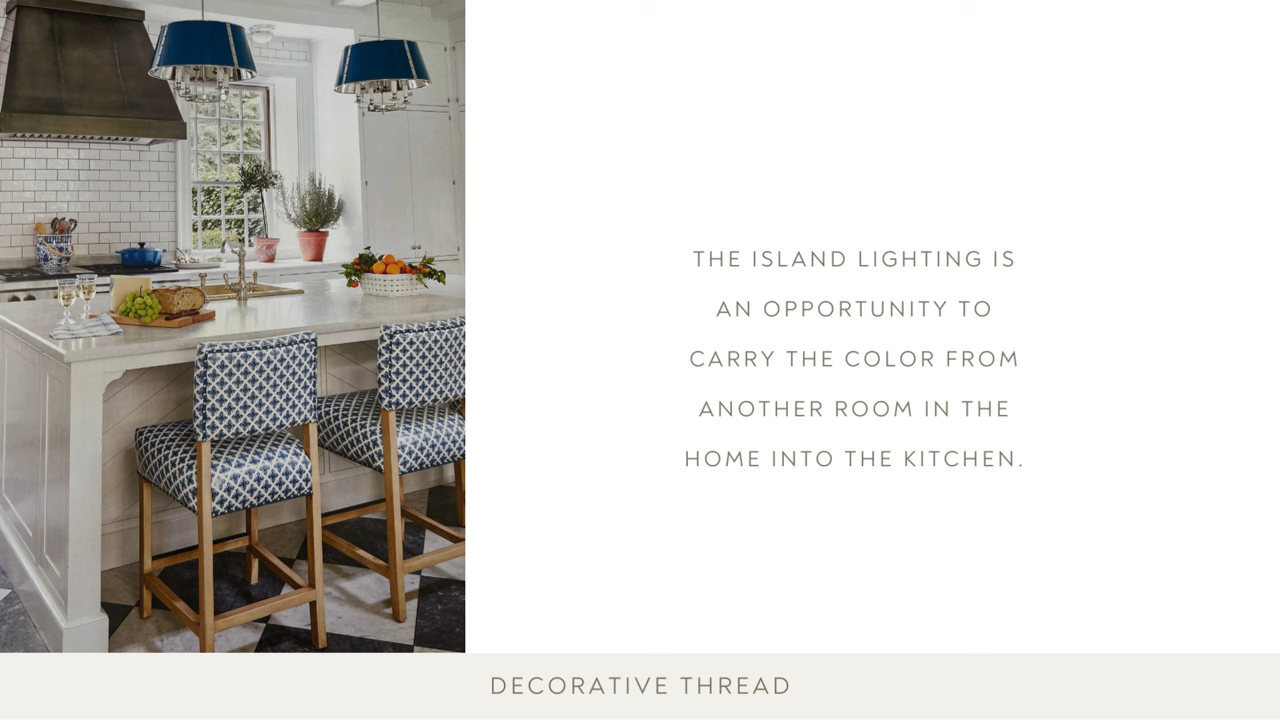 THE ISLAND LIGHTING IS
AN OPPORTUNITY TO
CARRY THE COLOR FROM
ANOTHER ROOM IN THE
HOME INTO THE KITCHEN.
DECORATIVE THREAD